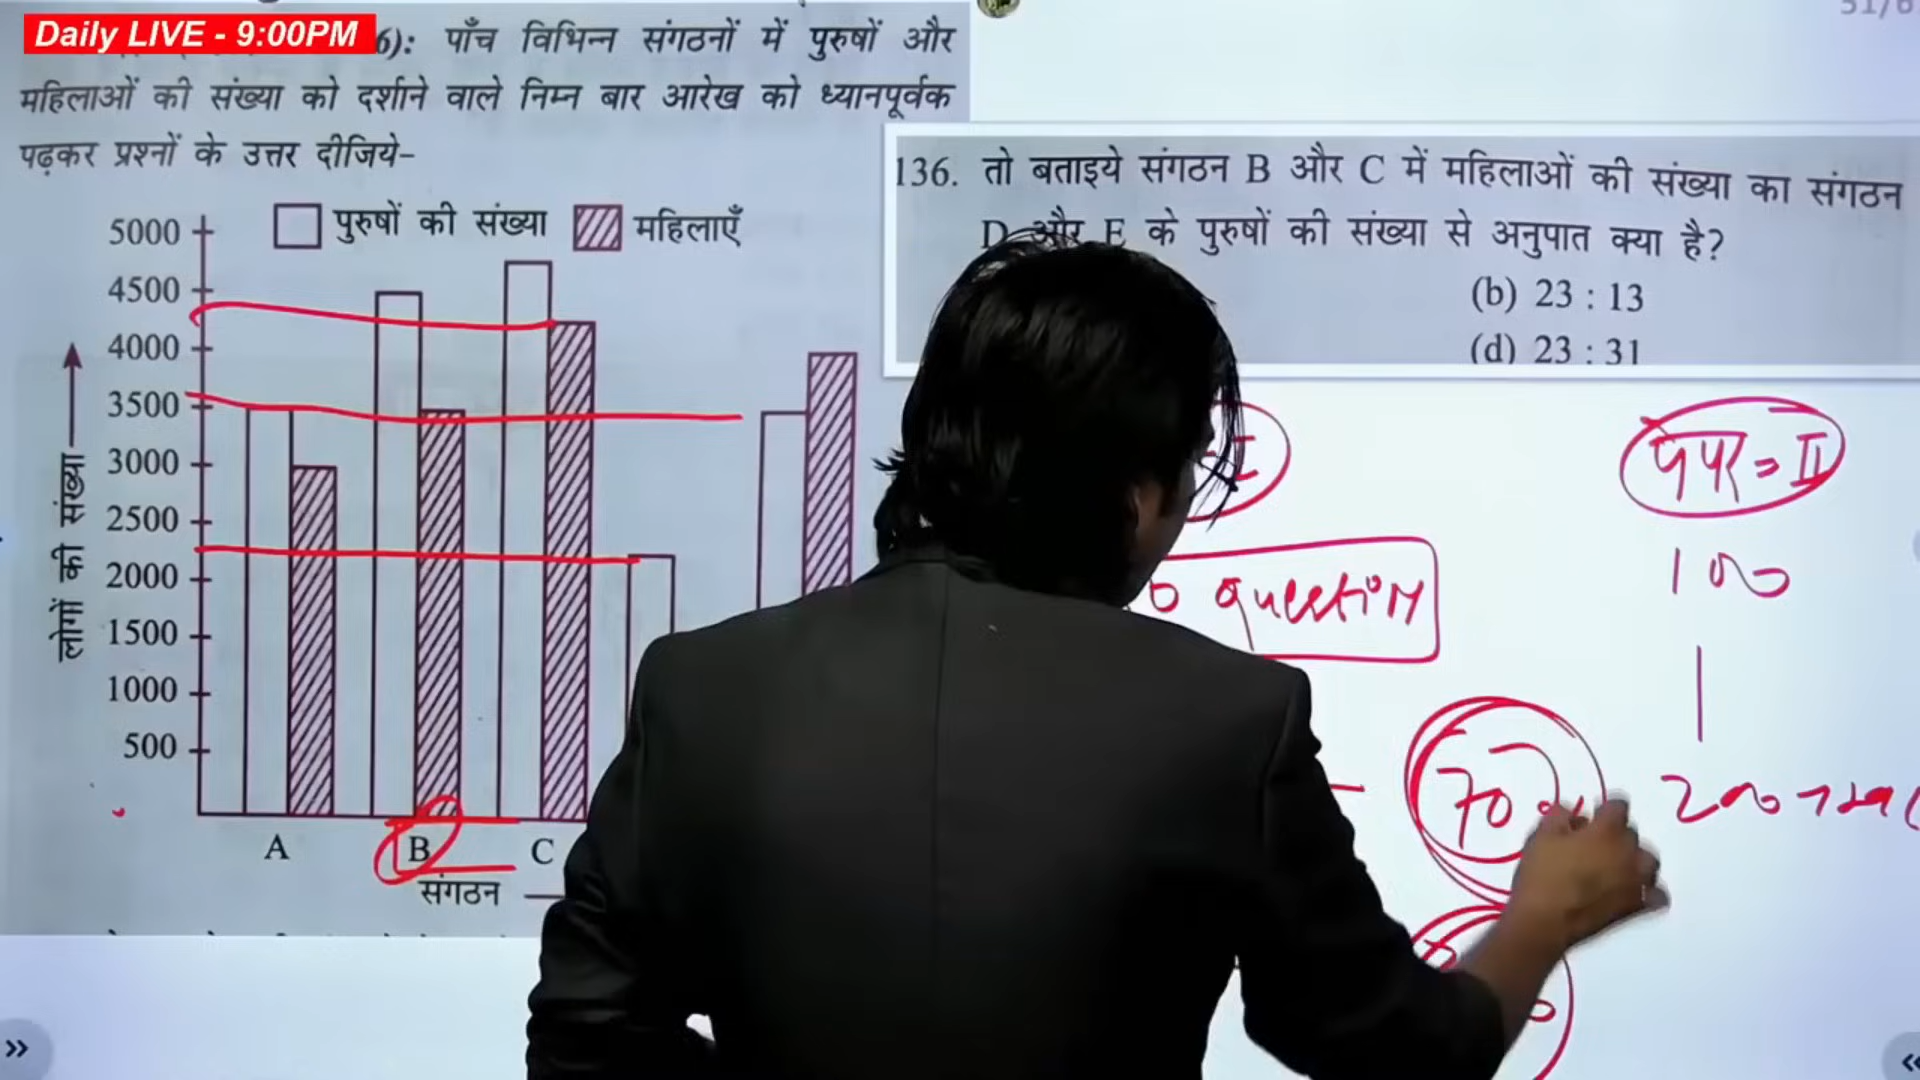 Daily LIVE - 9:00PM
6): पाँच विभिन्न संगठनों में पुरुषों और
महिलाओं की संख्या को दर्शाने वाले निम्न बार आरेख को ध्यानपूर्वक
पढ़कर प्रश्नों के उत्तर दीजिये–
पुरुषों की संख्या महिलाएँ
5000
4500
4000
3500
3000
2500
2000
1500
1000
500
लोगों की संख्या
A B C
संगठन
136. तो बताइये संगठन B और C में महिलाओं की संख्या का संगठन
D और E के पुरुषों की संख्या से अनुपात क्या है?
(b) 23 : 13
(d) 23 : 31
I
पेपर = II
question
100
70
200